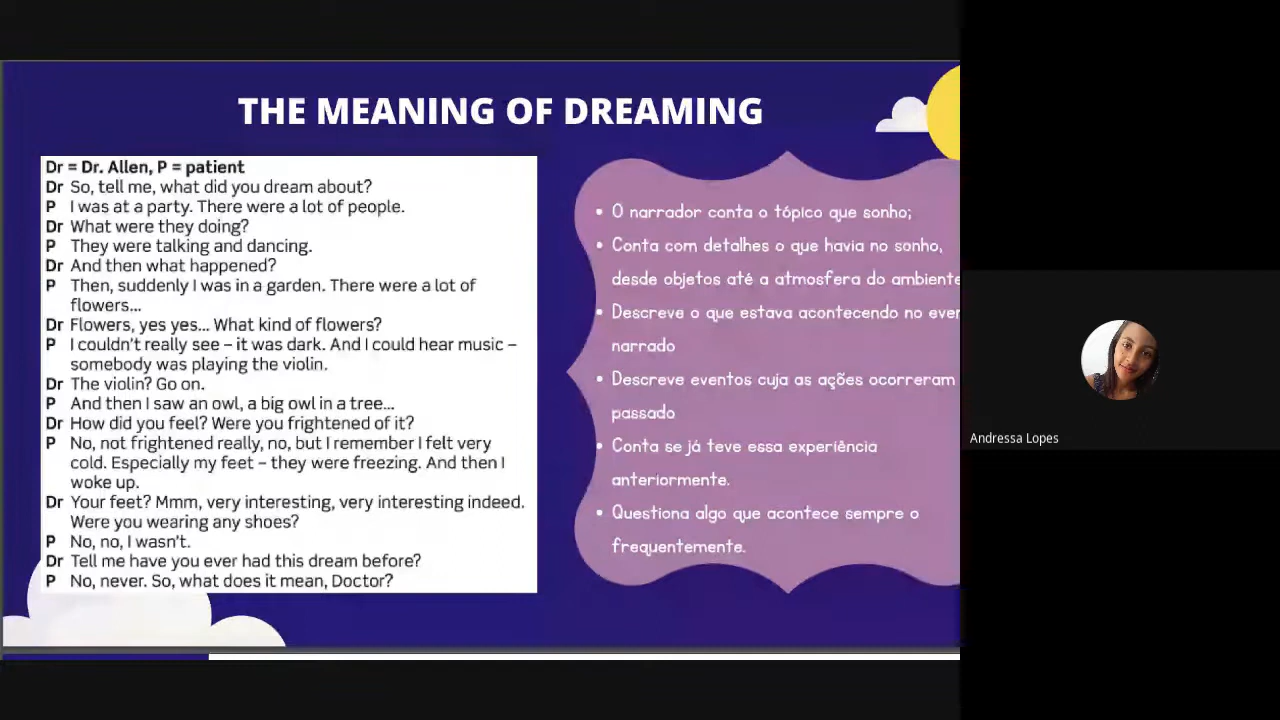 THE MEANING OF DREAMING
Dr = Dr. Allen, P = patient
Dr So, tell me, what did you dream about?
P I was at a party. There were a lot of people.
Dr What were they doing?
P They were talking and dancing.
Dr And then what happened?
P Then, suddenly I was in a garden. There were a lot of
flowers...
Dr Flowers, yes yes... What kind of flowers?
P I couldn't really see – it was dark. And I could hear music –
somebody was playing the violin.
Dr The violin? Go on.
P And then I saw an owl, a big owl in a tree...
Dr How did you feel? Were you frightened of it?
P No, not frightened really, no, but I remember I felt very
cold. Especially my feet – they were freezing. And then I
woke up.
Dr Your feet? Mmm, very interesting, very interesting indeed.
Were you wearing any shoes?
P No, no, I wasn't.
Dr Tell me have you ever had this dream before?
P No, never. So, what does it mean, Doctor?
• O narrador conta o tópico que sonho;
• Conta com detalhes o que havia no sonho,
desde objetos até a atmosfera do ambiente
• Descreve o que estava acontecendo no
narrado
• Descreve eventos cuja as ações ocorreram
passado
• Conta se já teve essa experiência
anteriormente.
• Questiona algo que acontece sempre o
frequentemente.
Andressa Lopes